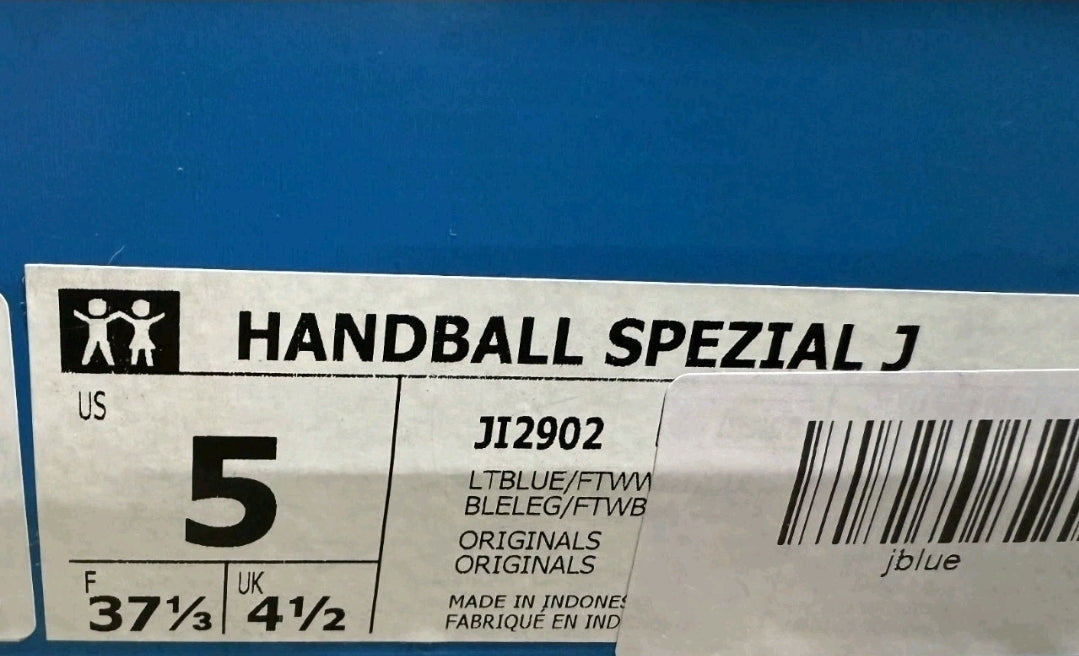 HANDBALL SPEZIAL J
US
5
F
37⅓
UK
4½
JI2902
LTBLUE/FTWW
BLELEG/FTWB
ORIGINALS
ORIGINALS
MADE IN INDONES
FABRIQUÉ EN IND
jblue